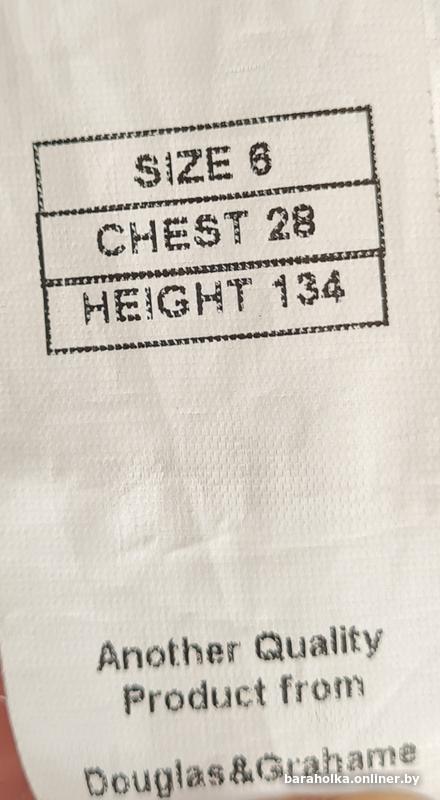 SIZE 6
CHEST 28
HEIGHT 134
Another Quality
Product from
Douglas&Grahame
baraholka.onliner.by